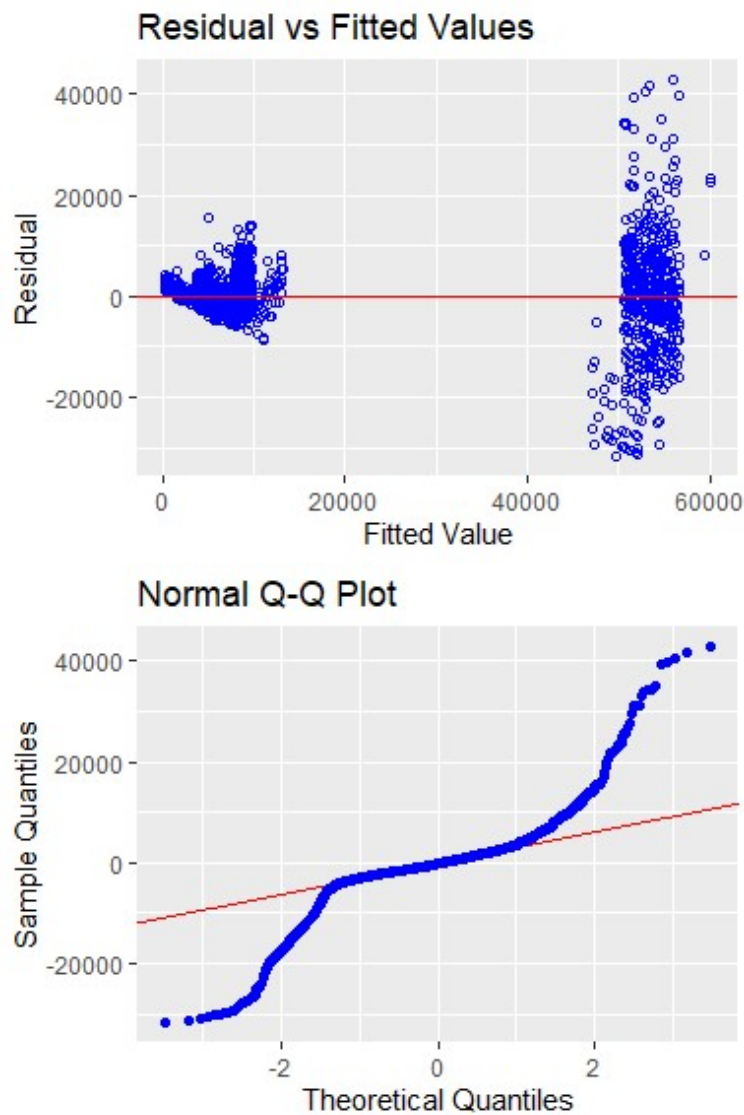 Residual vs Fitted Values
40000
20000
0
-20000
Residual
0 20000 40000 60000
Fitted Value
Normal Q-Q Plot
40000
20000
0
-20000
Sample Quantiles
-2 0 2
Theoretical Quantiles